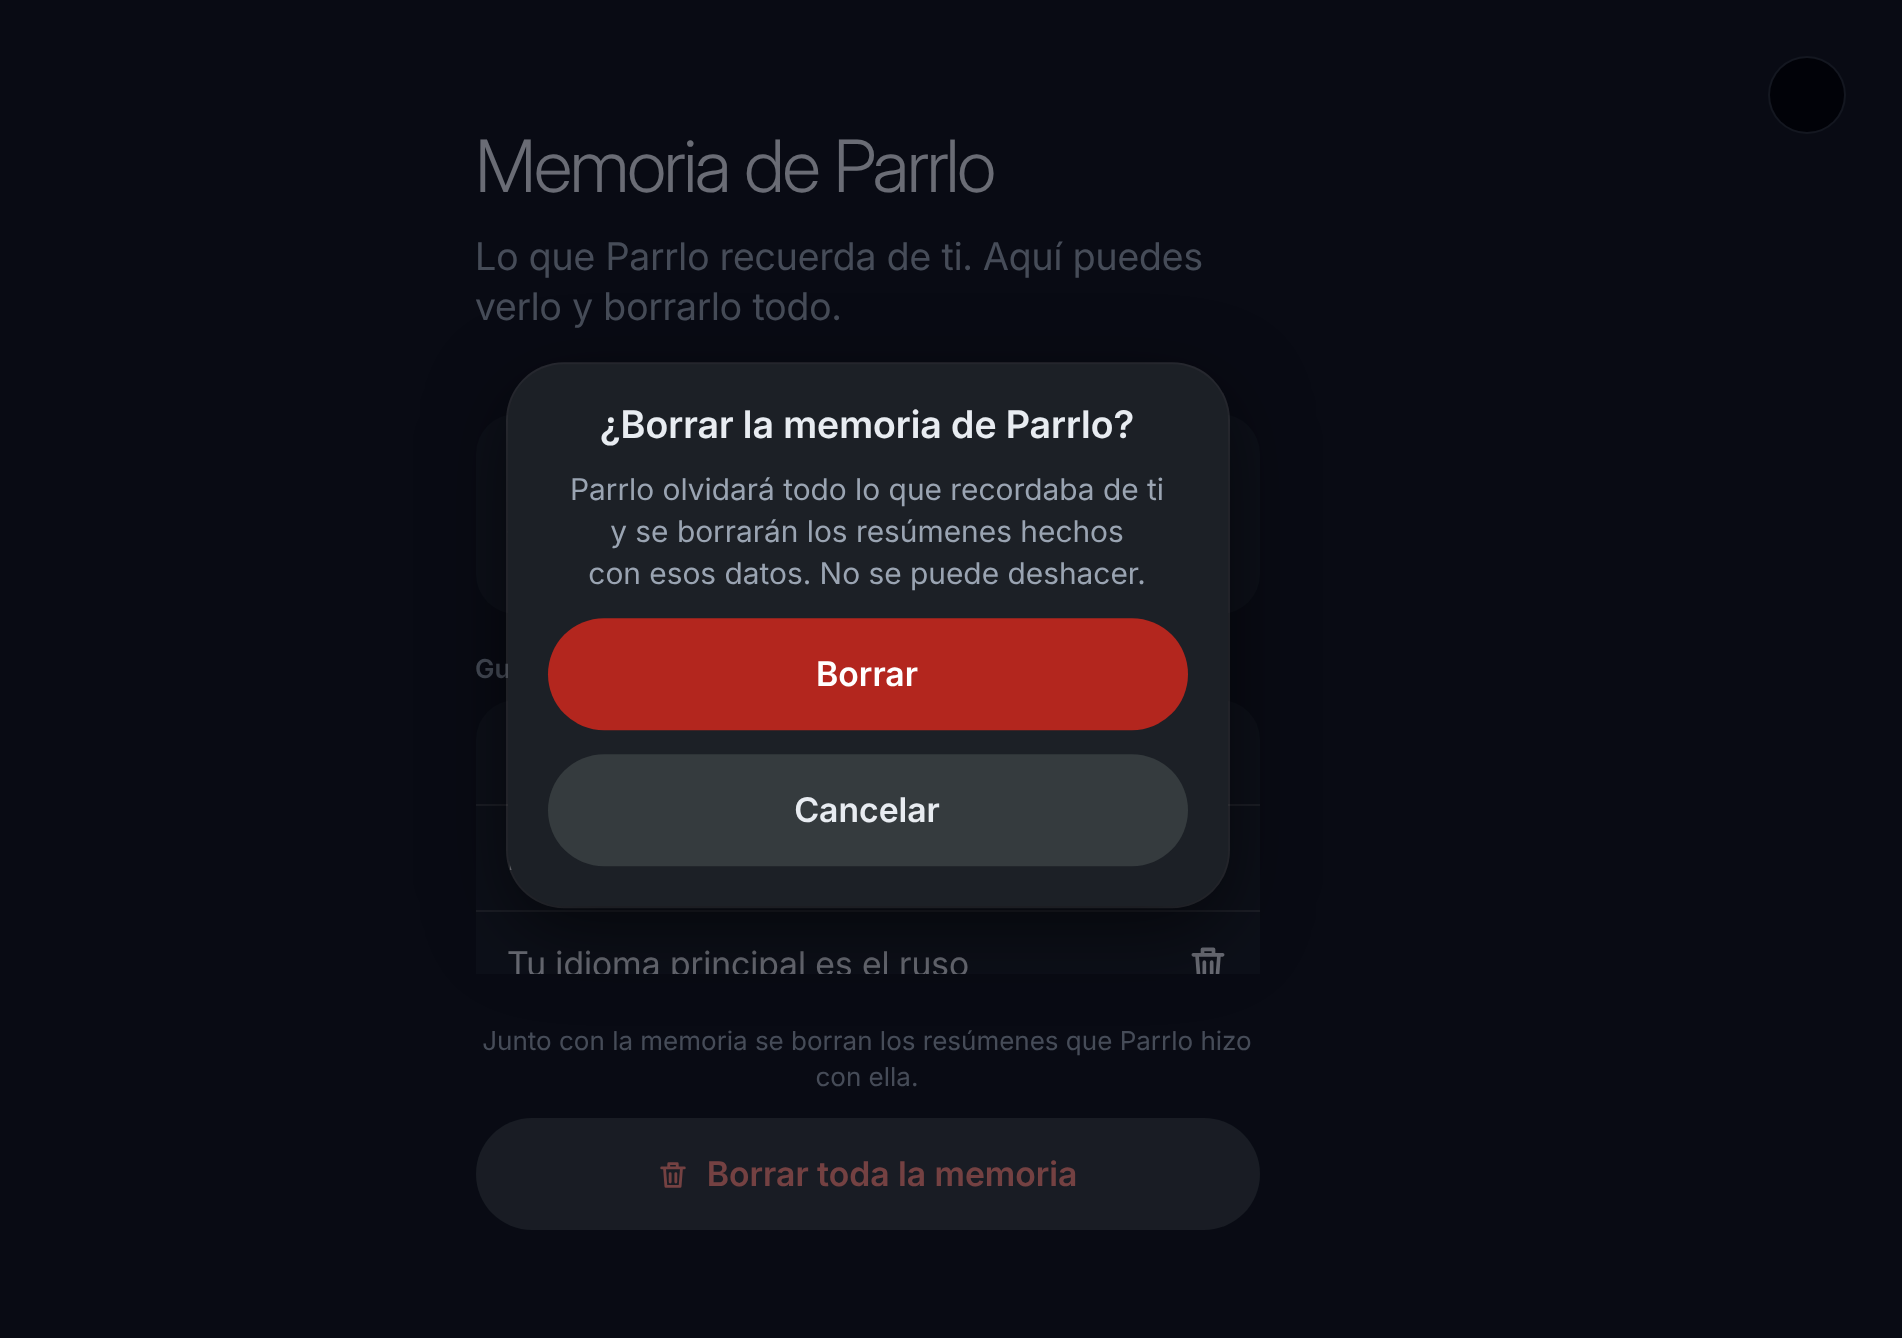 Memoria de Parrlo
Lo que Parrlo recuerda de ti. Aquí puedes
verlo y borrarlo todo.
¿Borrar la memoria de Parrlo?
Parrlo olvidará todo lo que recordaba de ti
y se borrarán los resúmenes hechos
con esos datos. No se puede deshacer.
Borrar
Cancelar
Tu idioma principal es el ruso
Junto con la memoria se borran los resúmenes que Parrlo hizo
con ella.
Borrar toda la memoria